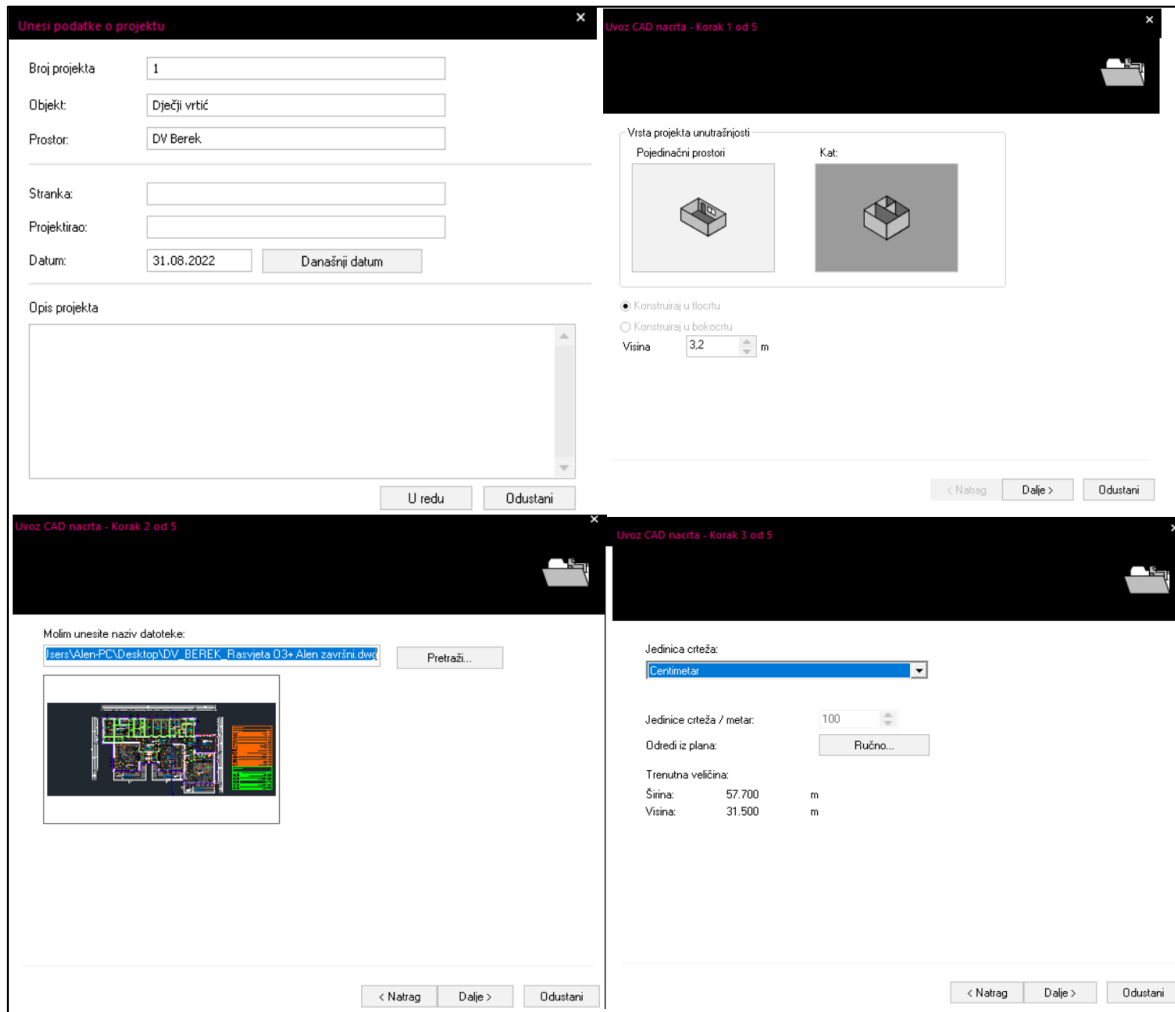 Unesi podatke o projektu
Broj projekta
1
Objekt:
Dječji vrtić
Prostor:
DV Berek
Stranka:
Projektirao:
Datum:
31.08.2022
Današnji datum
Opis projekta
U redu
Odustani
Uvoz CAD nacrta - Korak 1 od 5
Vrsta projekta unutrašnjosti
Pojedinačni prostori
Kat:
Konstruiraj u tlocrtu
Konstruiraj u bokocrtu
Visina
3,2
m
< Natrag
Dalje >
Odustani
Uvoz CAD nacrta - Korak 2 od 5
Molim unesite naziv datoteke:
Jsers\Alen-PC\Desktop\DV_BEREK_Rasvjeta 03+ Alen završni.dwg
Pretraži...
< Natrag
Dalje >
Odustani
Uvoz CAD nacrta - Korak 3 od 5
Jedinica crteža:
Centimetar
Jedinice crteža / metar:
100
Odredi iz plana:
Ručno...
Trenutna veličina:
Širina:
57.700
m
Visina:
31.500
m
< Natrag
Dalje >
Odustani